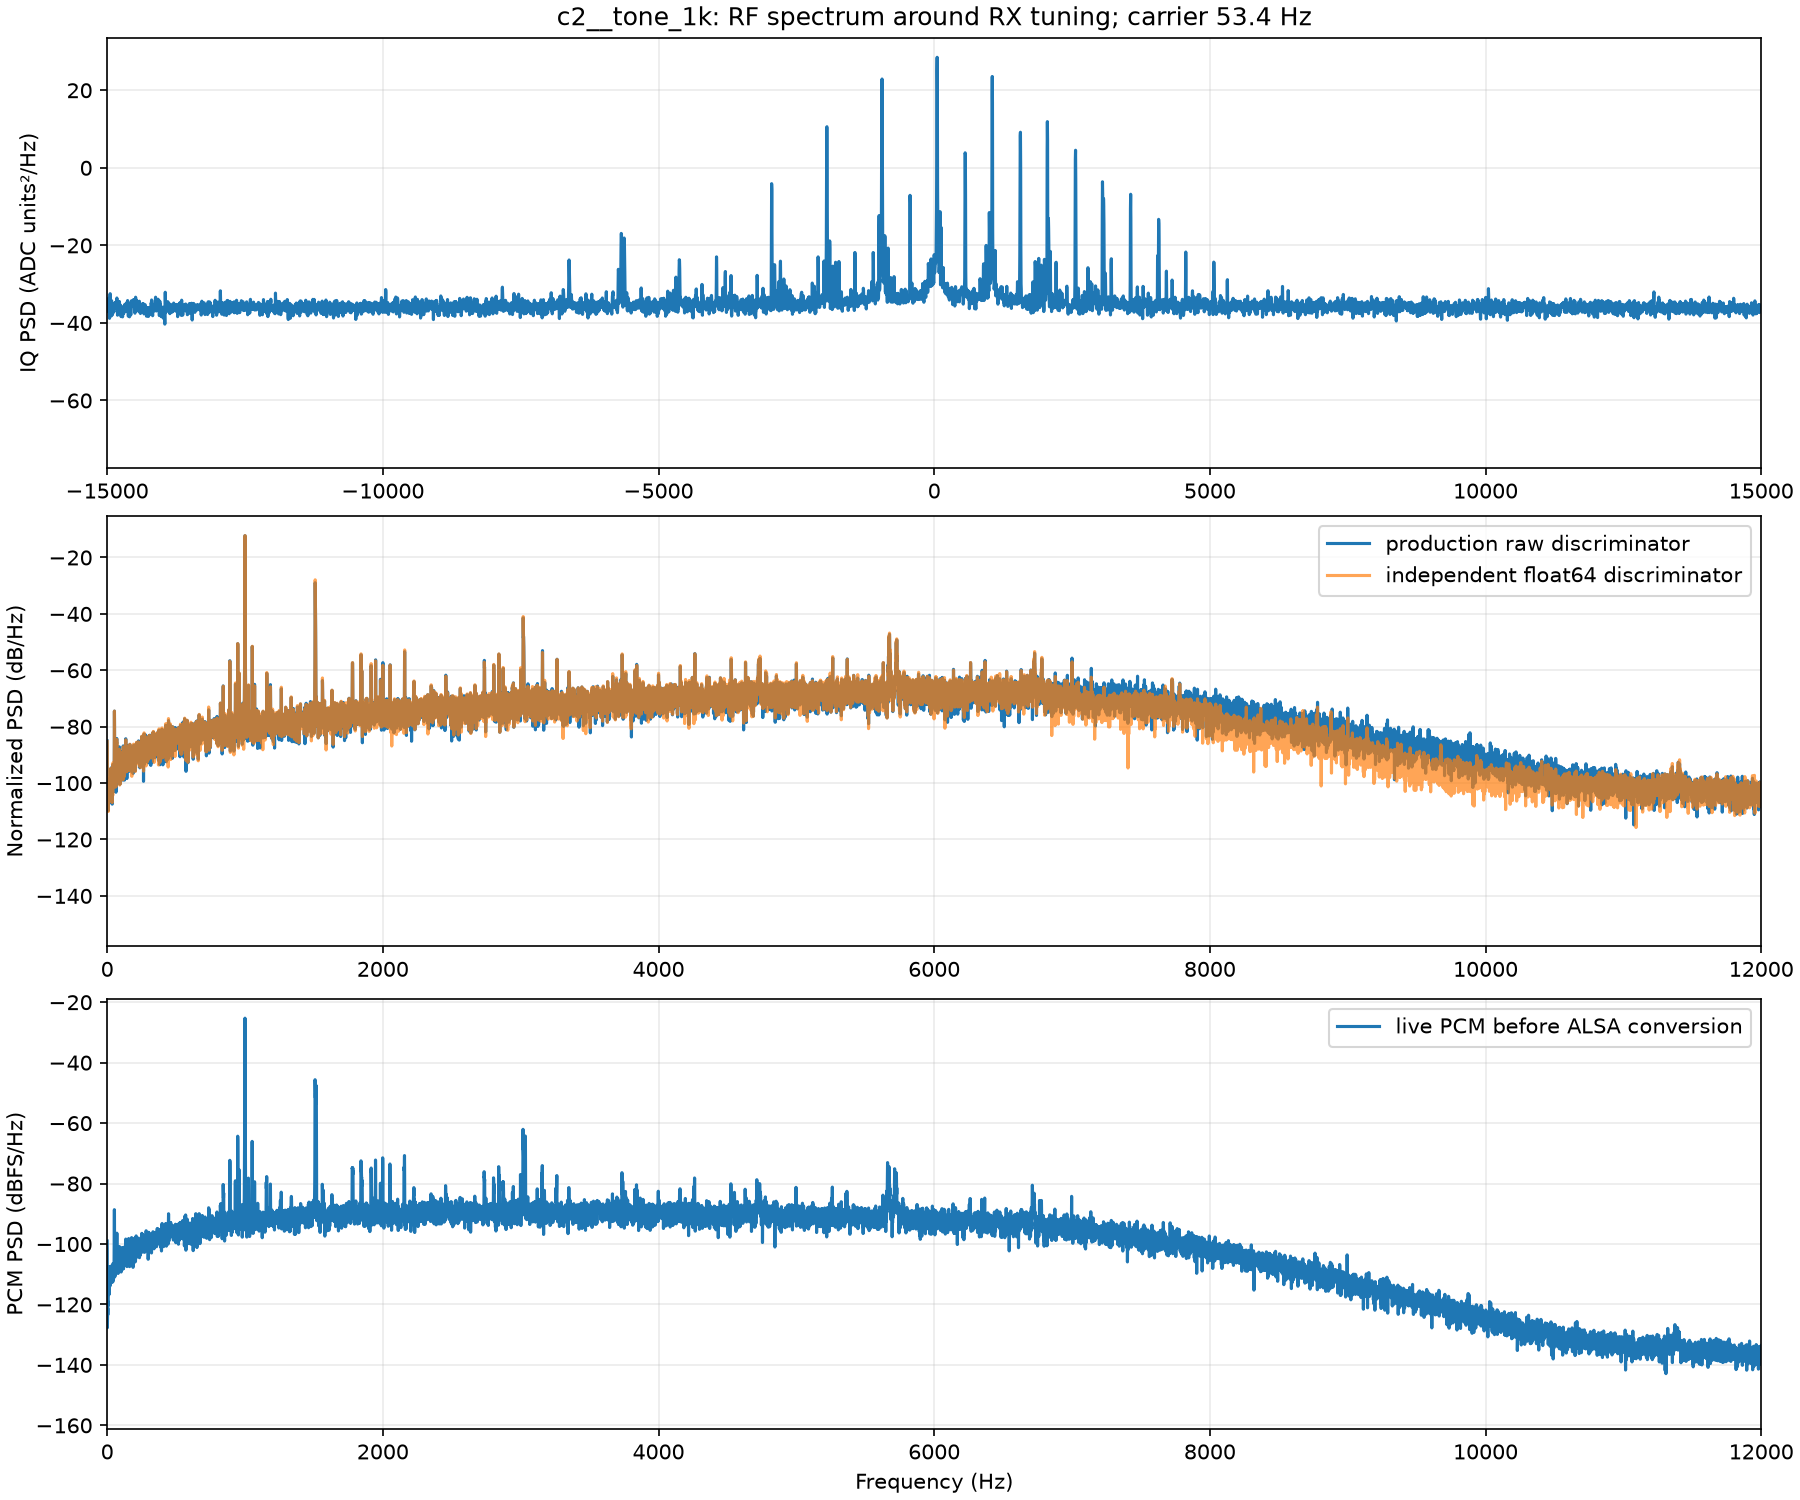 c2__tone_1k: RF spectrum around RX tuning; carrier 53.4 Hz
IQ PSD (ADC units²/Hz)
20
0
−20
−40
−60
−15000 −10000 −5000 0 5000 10000 15000
Normalized PSD (dB/Hz)
production raw discriminator
independent float64 discriminator
−20
−40
−60
−80
−100
−120
−140
0 2000 4000 6000 8000 10000 12000
PCM PSD (dBFS/Hz)
live PCM before ALSA conversion
−20
−40
−60
−80
−100
−120
−140
−160
0 2000 4000 6000 8000 10000 12000
Frequency (Hz)